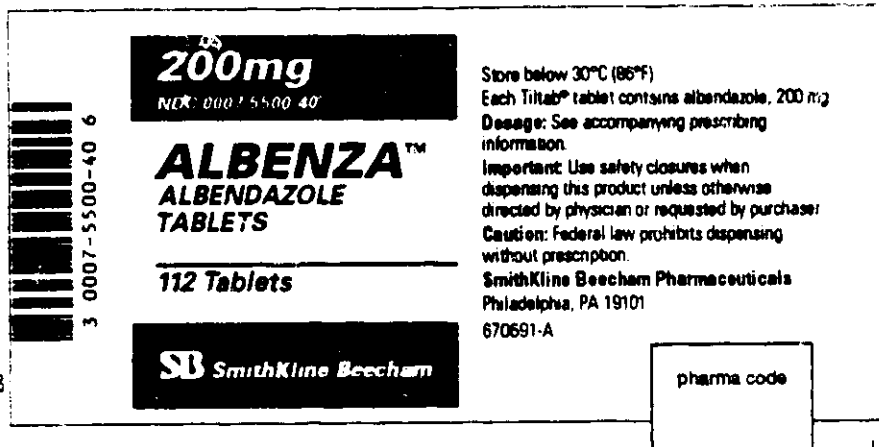 200mg
NDC 0007-5500-40
ALBENZA™
ALBENDAZOLE
TABLETS
112 Tablets
SB SmithKline Beecham
3 0007-5500-40 6
Store below 30°C (86°F)
Each Tiltab® tablet contains albendazole, 200 mg
Dosage: See accompanying prescribing
information.
Important: Use safety closures when
dispensing this product unless otherwise
directed by physician or requested by purchaser
Caution: Federal law prohibits dispensing
without prescription.
SmithKline Beecham Pharmaceuticals
Philadelphia, PA 19101
670691-A
pharma code